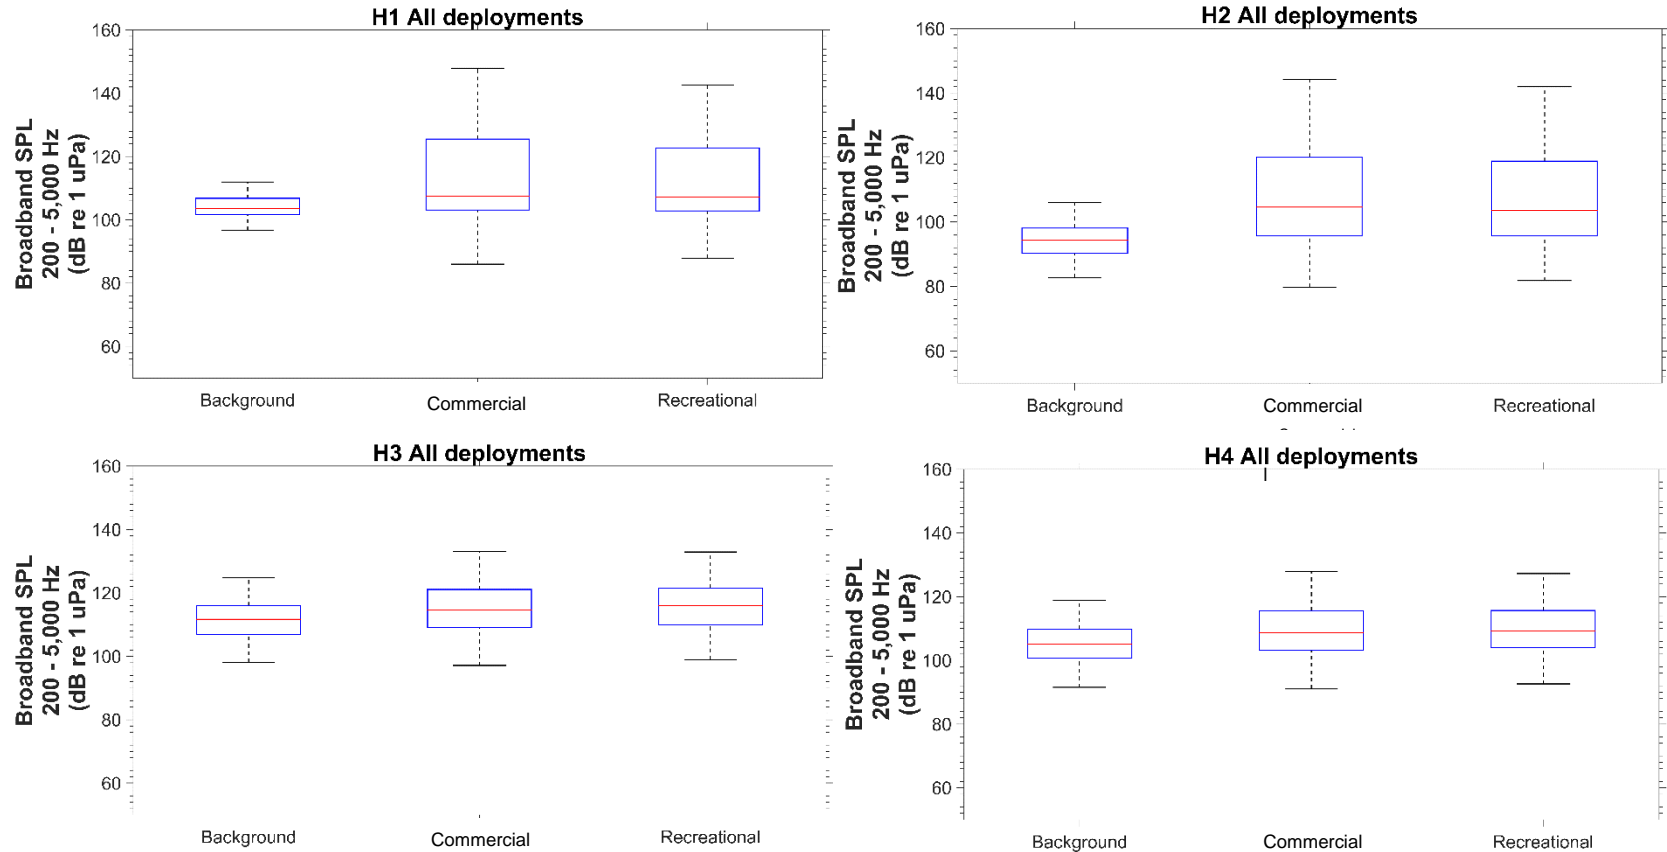 H1 All deployments
160
140
120
100
80
60
Broadband SPL
200 - 5,000 Hz
(dB re 1 uPa)
Background
Commercial
Recreational
H2 All deployments
160
140
120
100
80
60
Broadband SPL
200 - 5,000 Hz
(dB re 1 uPa)
Background
Commercial
Recreational
H3 All deployments
160
140
120
100
80
60
Broadband SPL
200 - 5,000 Hz
(dB re 1 uPa)
Background
Commercial
Recreational
H4 All deployments
160
140
120
100
80
60
Broadband SPL
200 - 5,000 Hz
(dB re 1 uPa)
Background
Commercial
Recreational